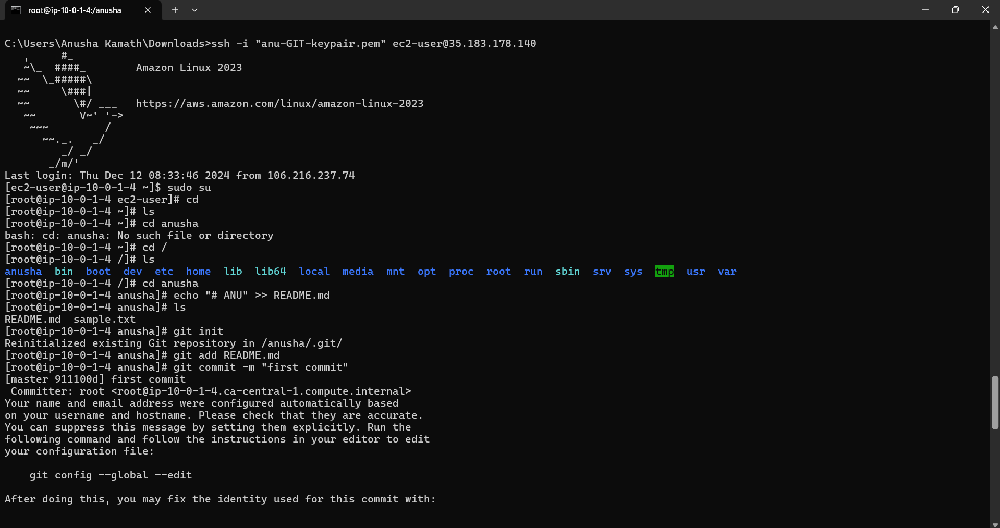 root@ip-10-0-1-4:/anusha
C:\Users\Anusha Kamath\Downloads>ssh -i "anu-GIT-keypair.pem" ec2-user@35.183.178.140
   ,     #_
   ~\_  ####_        Amazon Linux 2023
  ~~  \_#####\
  ~~     \###|
  ~~       \#/ ___   https://aws.amazon.com/linux/amazon-linux-2023
   ~~       V~' '->
    ~~~         /
      ~~._.   _/
         _/ _/
       _/m/'
Last login: Thu Dec 12 08:33:46 2024 from 106.216.237.74
[ec2-user@ip-10-0-1-4 ~]$ sudo su
[root@ip-10-0-1-4 ec2-user]# cd
[root@ip-10-0-1-4 ~]# ls
[root@ip-10-0-1-4 ~]# cd anusha
bash: cd: anusha: No such file or directory
[root@ip-10-0-1-4 ~]# cd /
[root@ip-10-0-1-4 /]# ls
anusha  bin  boot  dev  etc  home  lib  lib64  local  media  mnt  opt  proc  root  run  sbin  srv  sys  tmp  usr  var
[root@ip-10-0-1-4 /]# cd anusha
[root@ip-10-0-1-4 anusha]# echo "# ANU" >> README.md
[root@ip-10-0-1-4 anusha]# ls
README.md  sample.txt
[root@ip-10-0-1-4 anusha]# git init
Reinitialized existing Git repository in /anusha/.git/
[root@ip-10-0-1-4 anusha]# git add README.md
[root@ip-10-0-1-4 anusha]# git commit -m "first commit"
[master 911100d] first commit
 Committer: root <root@ip-10-0-1-4.ca-central-1.compute.internal>
Your name and email address were configured automatically based
on your username and hostname. Please check that they are accurate.
You can suppress this message by setting them explicitly. Run the
following command and follow the instructions in your editor to edit
your configuration file:
    git config --global --edit
After doing this, you may fix the identity used for this commit with: